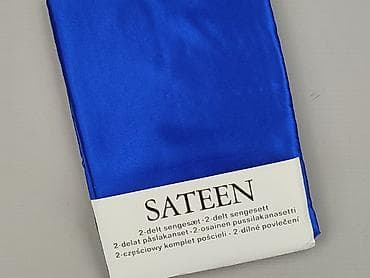 SATEEN
2-delt sengesæt - 2-delt sengesett
2-delat påslakanset - 2-osainen pussilakanasetti
2-częściowy komplet pościeli - 2-dílné povlečení